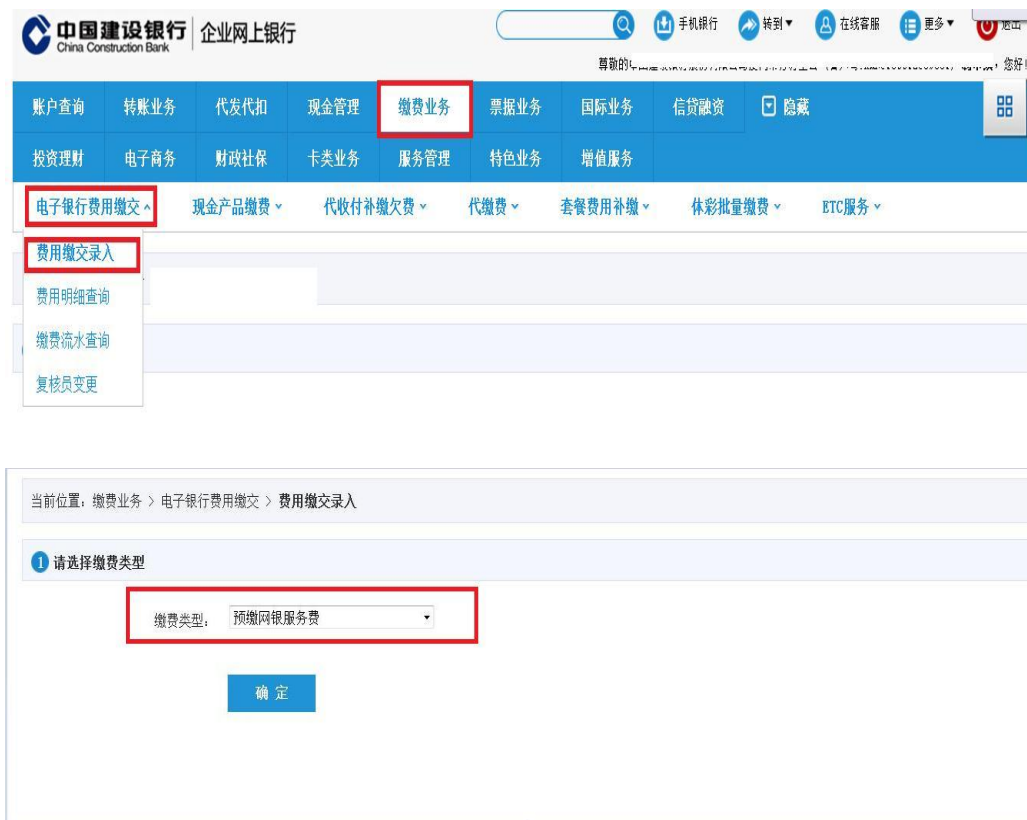 中国建设银行 企业网上银行
China Construction Bank
手机银行 转到 在线客服 更多 退出
尊敬的 ，您好!
账户查询 转账业务 代发代扣 现金管理 缴费业务 票据业务 国际业务 信贷融资 隐藏
投资理财 电子商务 财政社保 卡类业务 服务管理 特色业务 增值服务
电子银行费用缴交 现金产品缴费 代收付补缴欠费 代缴费 套餐费用补缴 体彩批量缴费 ETC服务
费用缴交录入
费用明细查询
缴费流水查询
复核员变更
当前位置：缴费业务 > 电子银行费用缴交 > 费用缴交录入
1 请选择缴费类型
缴费类型： 预缴网银服务费
确 定